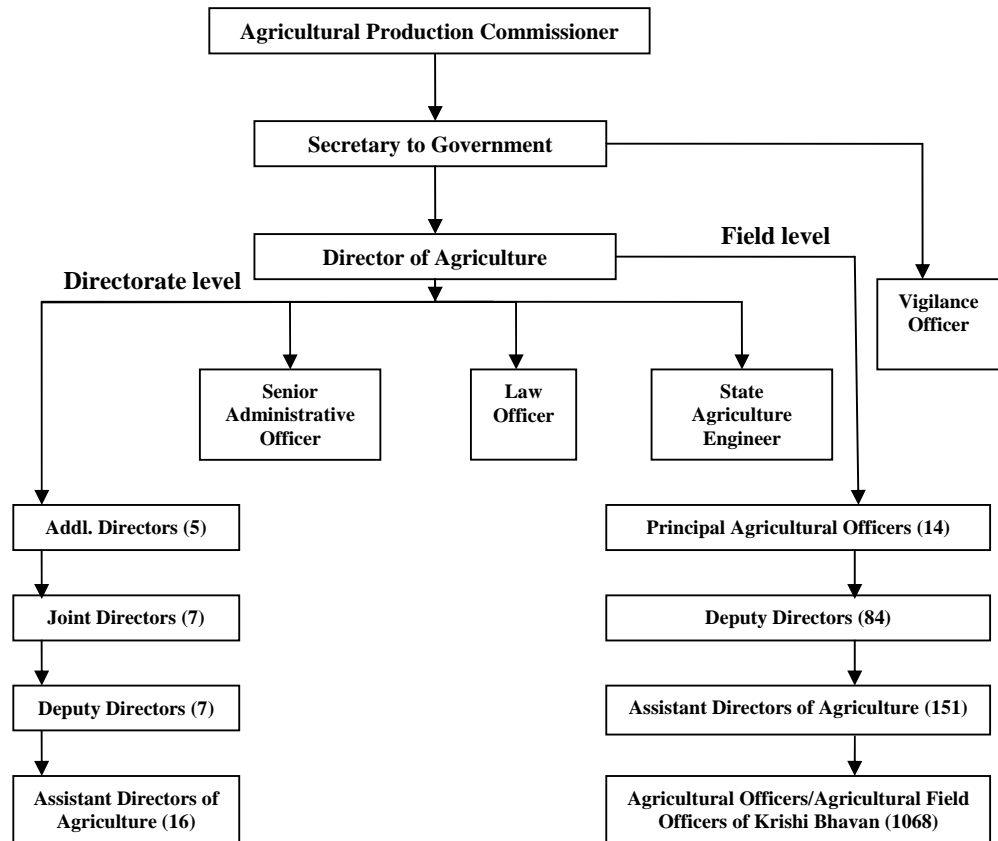 Agricultural Production Commissioner
Secretary to Government
Director of Agriculture
Field level
Directorate level
Vigilance
Officer
Senior
Administrative
Officer
Law
Officer
State
Agriculture
Engineer
Addl. Directors (5)
Principal Agricultural Officers (14)
Joint Directors (7)
Deputy Directors (84)
Deputy Directors (7)
Assistant Directors of Agriculture (151)
Assistant Directors of
Agriculture (16)
Agricultural Officers/Agricultural Field
Officers of Krishi Bhavan (1068)